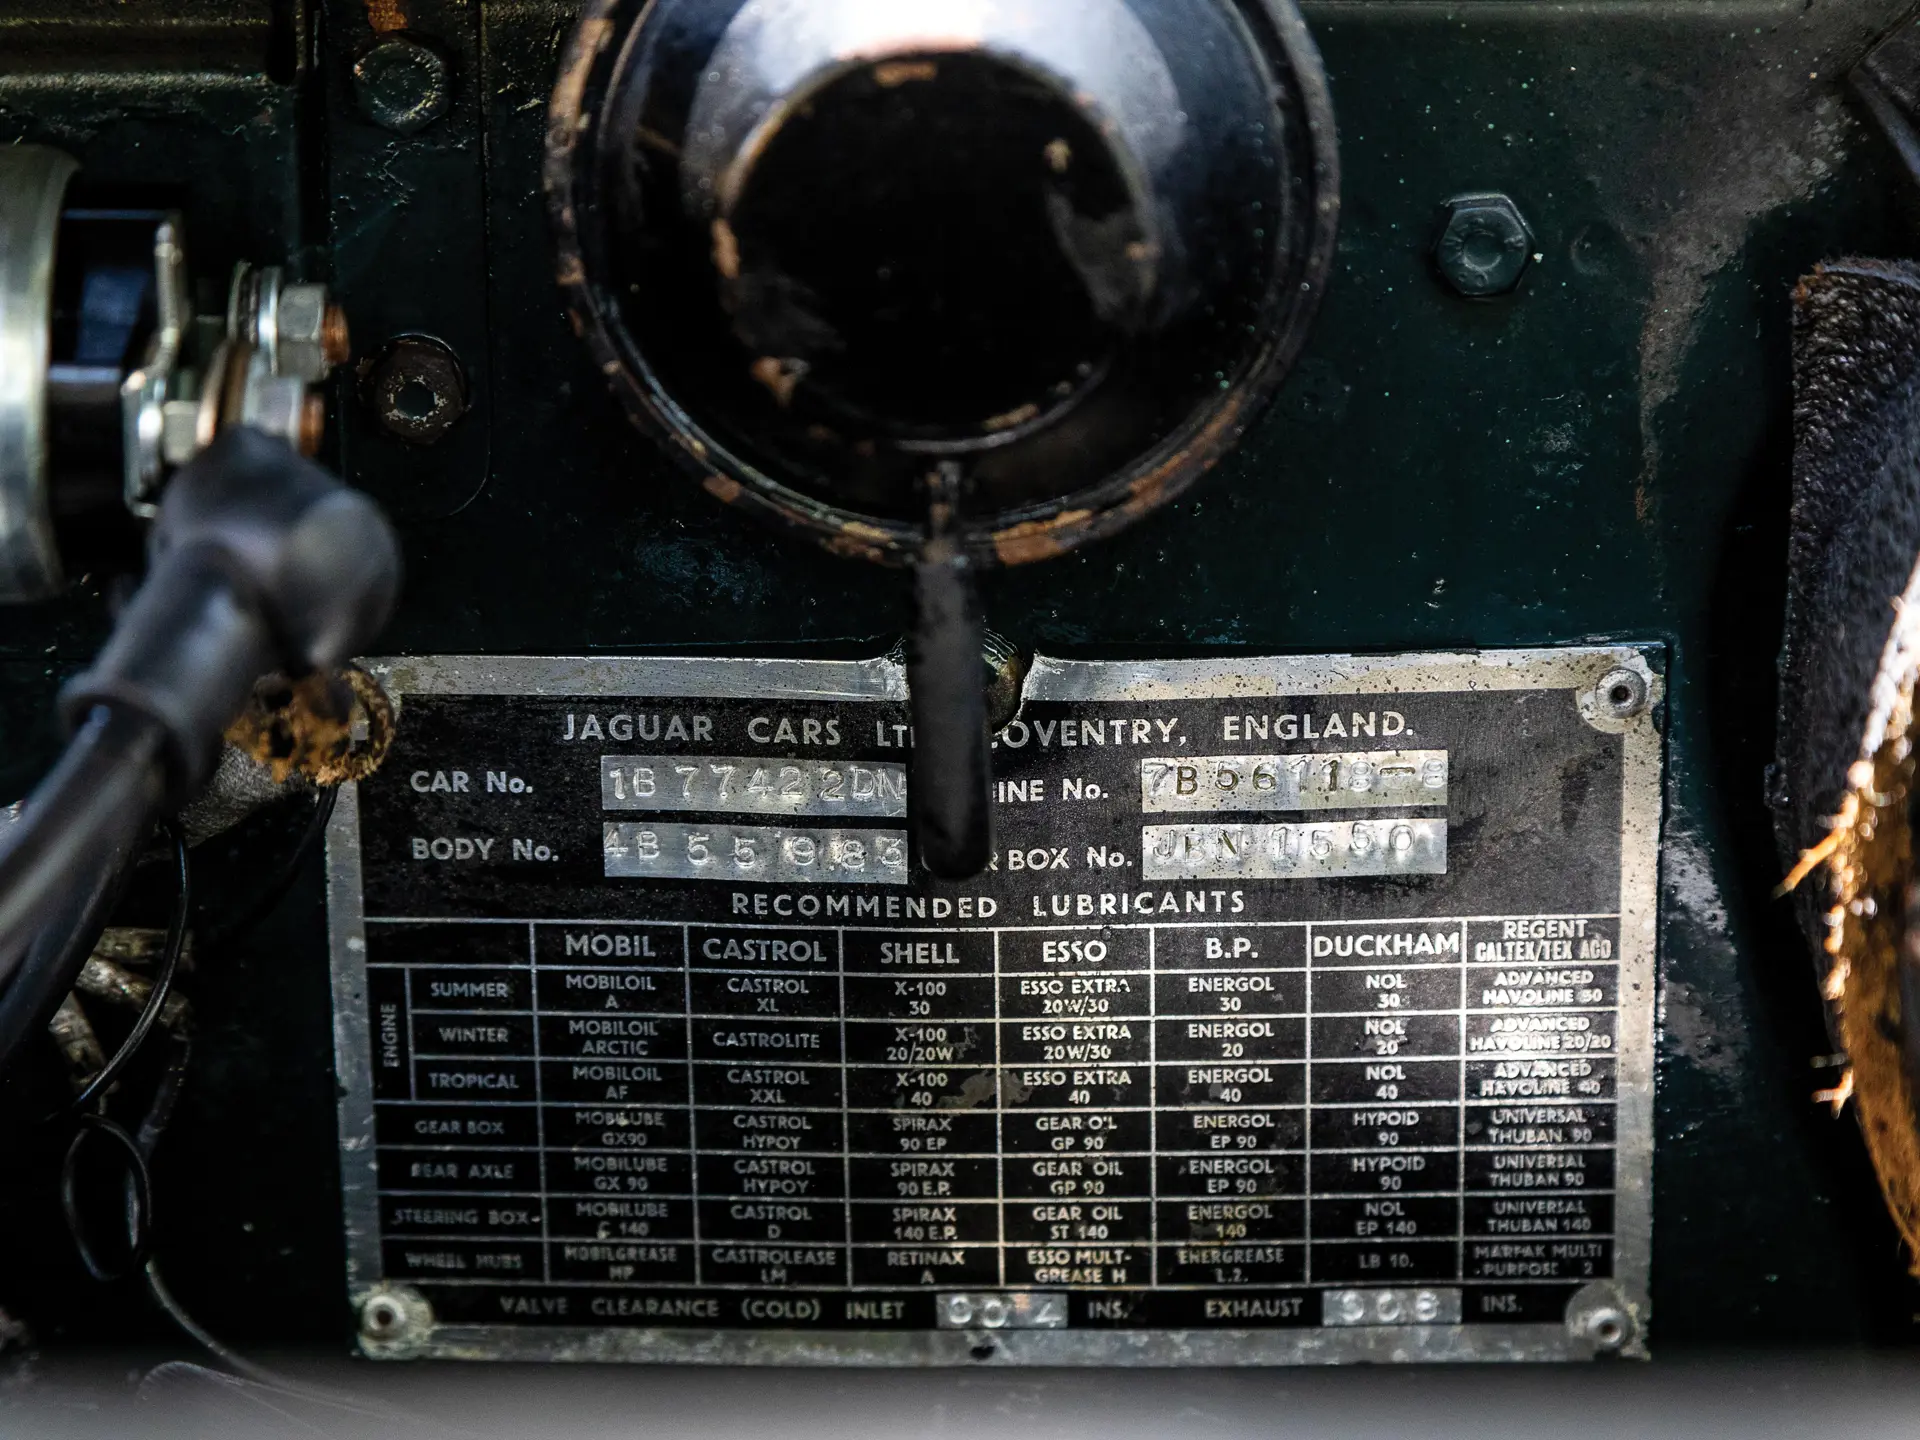 JAGUAR CARS LT OVENTRY, ENGLAND.
CAR No. 1B 77422DN INE No. 7B56118-8
BODY No. 4B 55983 R BOX No. JBN 1550
RECOMMENDED LUBRICANTS
MOBIL CASTROL SHELL ESSO B.P. DUCKHAM REGENT CALTEX/TEXACO
ENGINE
SUMMER MOBILOIL A CASTROL XL X-100 30 ESSO EXTRA 20W/30 ENERGOL 30 NOL 30 ADVANCED HAVOLINE 30
WINTER MOBILOIL ARCTIC CASTROLITE X-100 20/20W ESSO EXTRA 20W/30 ENERGOL 20 NOL 20 ADVANCED HAVOLINE 20/20
TROPICAL MOBILOIL AF CASTROL XXL X-100 40 ESSO EXTRA 40 ENERGOL 40 NOL 40 ADVANCED HAVOLINE 40
GEAR BOX MOBILUBE GX90 CASTROL HYPOY SPIRAX 90 EP GEAR OIL GP 90 ENERGOL EP 90 HYPOID 90 UNIVERSAL THUBAN 90
REAR AXLE MOBILUBE GX 90 CASTROL HYPOY SPIRAX 90 E.P. GEAR OIL GP 90 ENERGOL EP 90 HYPOID 90 UNIVERSAL THUBAN 90
STEERING BOX MOBILUBE C 140 CASTROL D SPIRAX 140 E.P. GEAR OIL ST 140 ENERGOL 140 NOL EP 140 UNIVERSAL THUBAN 140
WHEEL HUBS MOBILGREASE MP CASTROLEASE LM RETINAX A ESSO MULT-GREASE H ENERGREASE L.2. LB 10. MARFAK MULTI -PURPOSE 2
VALVE CLEARANCE (COLD) INLET INS. EXHAUST INS.